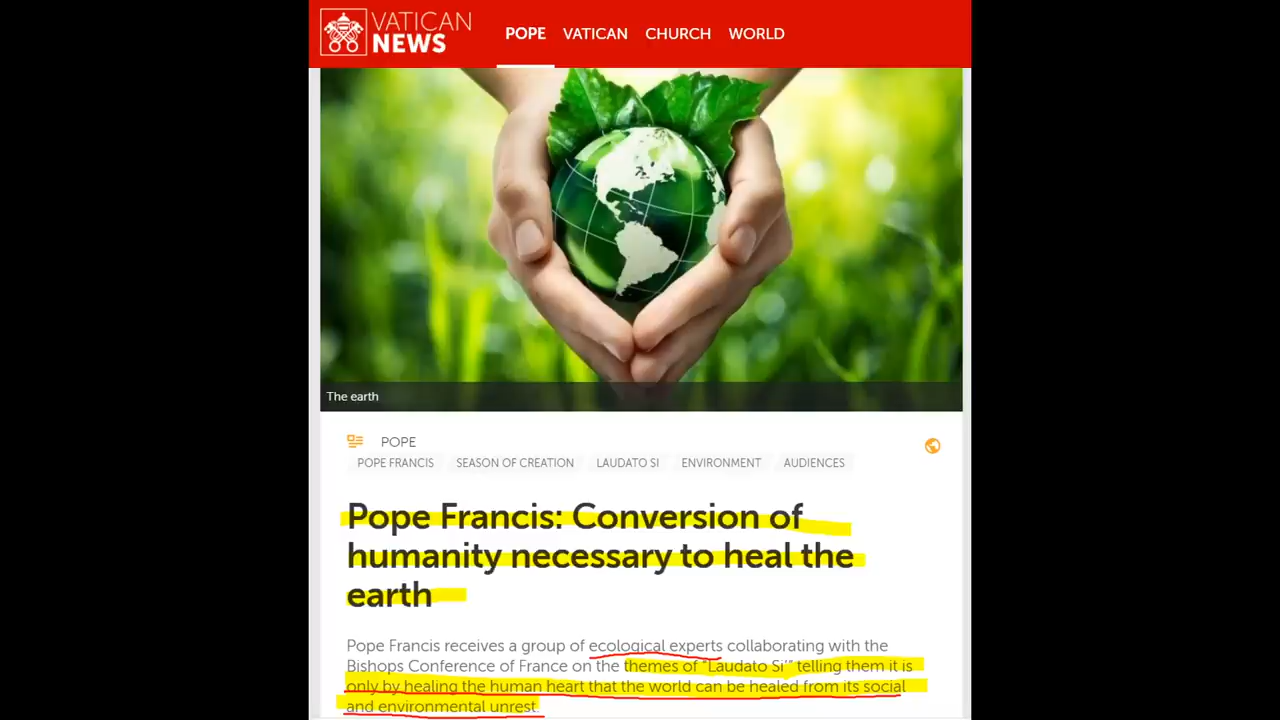 VATICAN
NEWS
POPE VATICAN CHURCH WORLD
The earth
POPE
POPE FRANCIS SEASON OF CREATION LAUDATO SI ENVIRONMENT AUDIENCES
Pope Francis: Conversion of
humanity necessary to heal the
earth
Pope Francis receives a group of ecological experts collaborating with the
Bishops Conference of France on the themes of “Laudato Si’” telling them it is
only by healing the human heart that the world can be healed from its social
and environmental unrest.